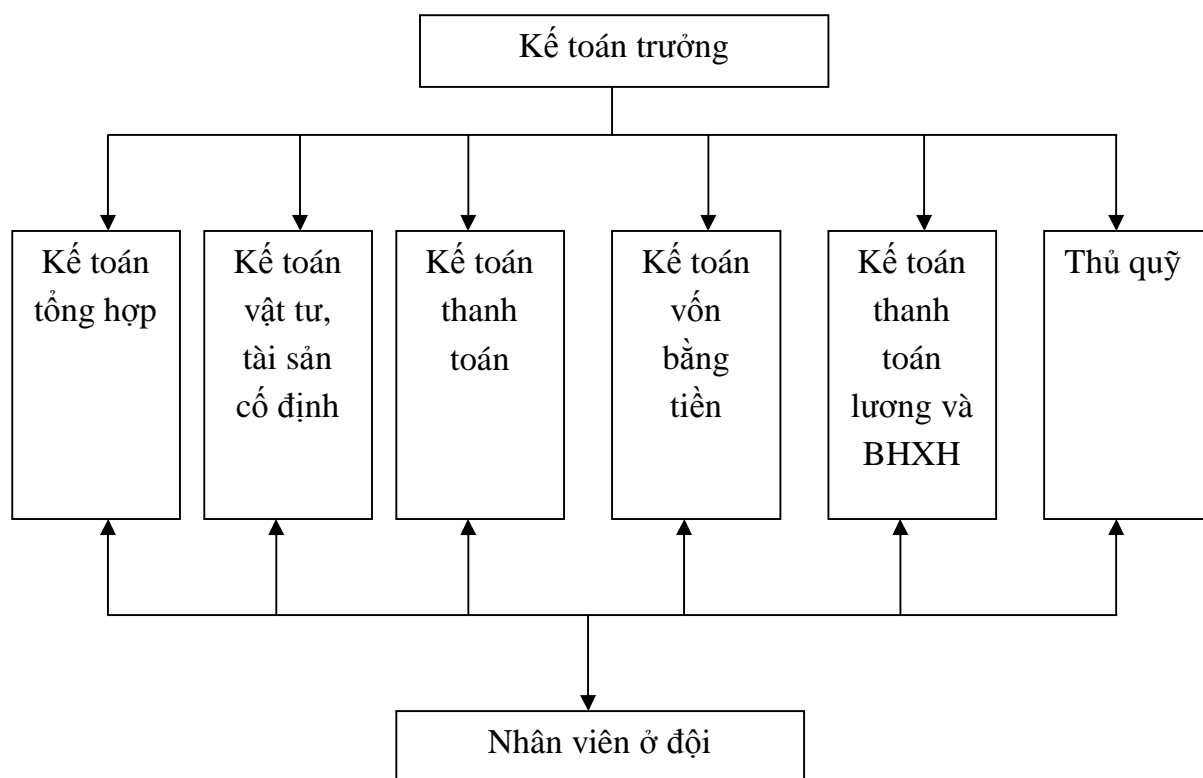 Kế toán trưởng
Kế toán
tổng hợp
Kế toán
vật tư,
tài sản
cố định
Kế toán
thanh
toán
Kế toán
vốn
bằng
tiền
Kế toán
thanh
toán
lương và
BHXH
Thủ quỹ
Nhân viên ở đội